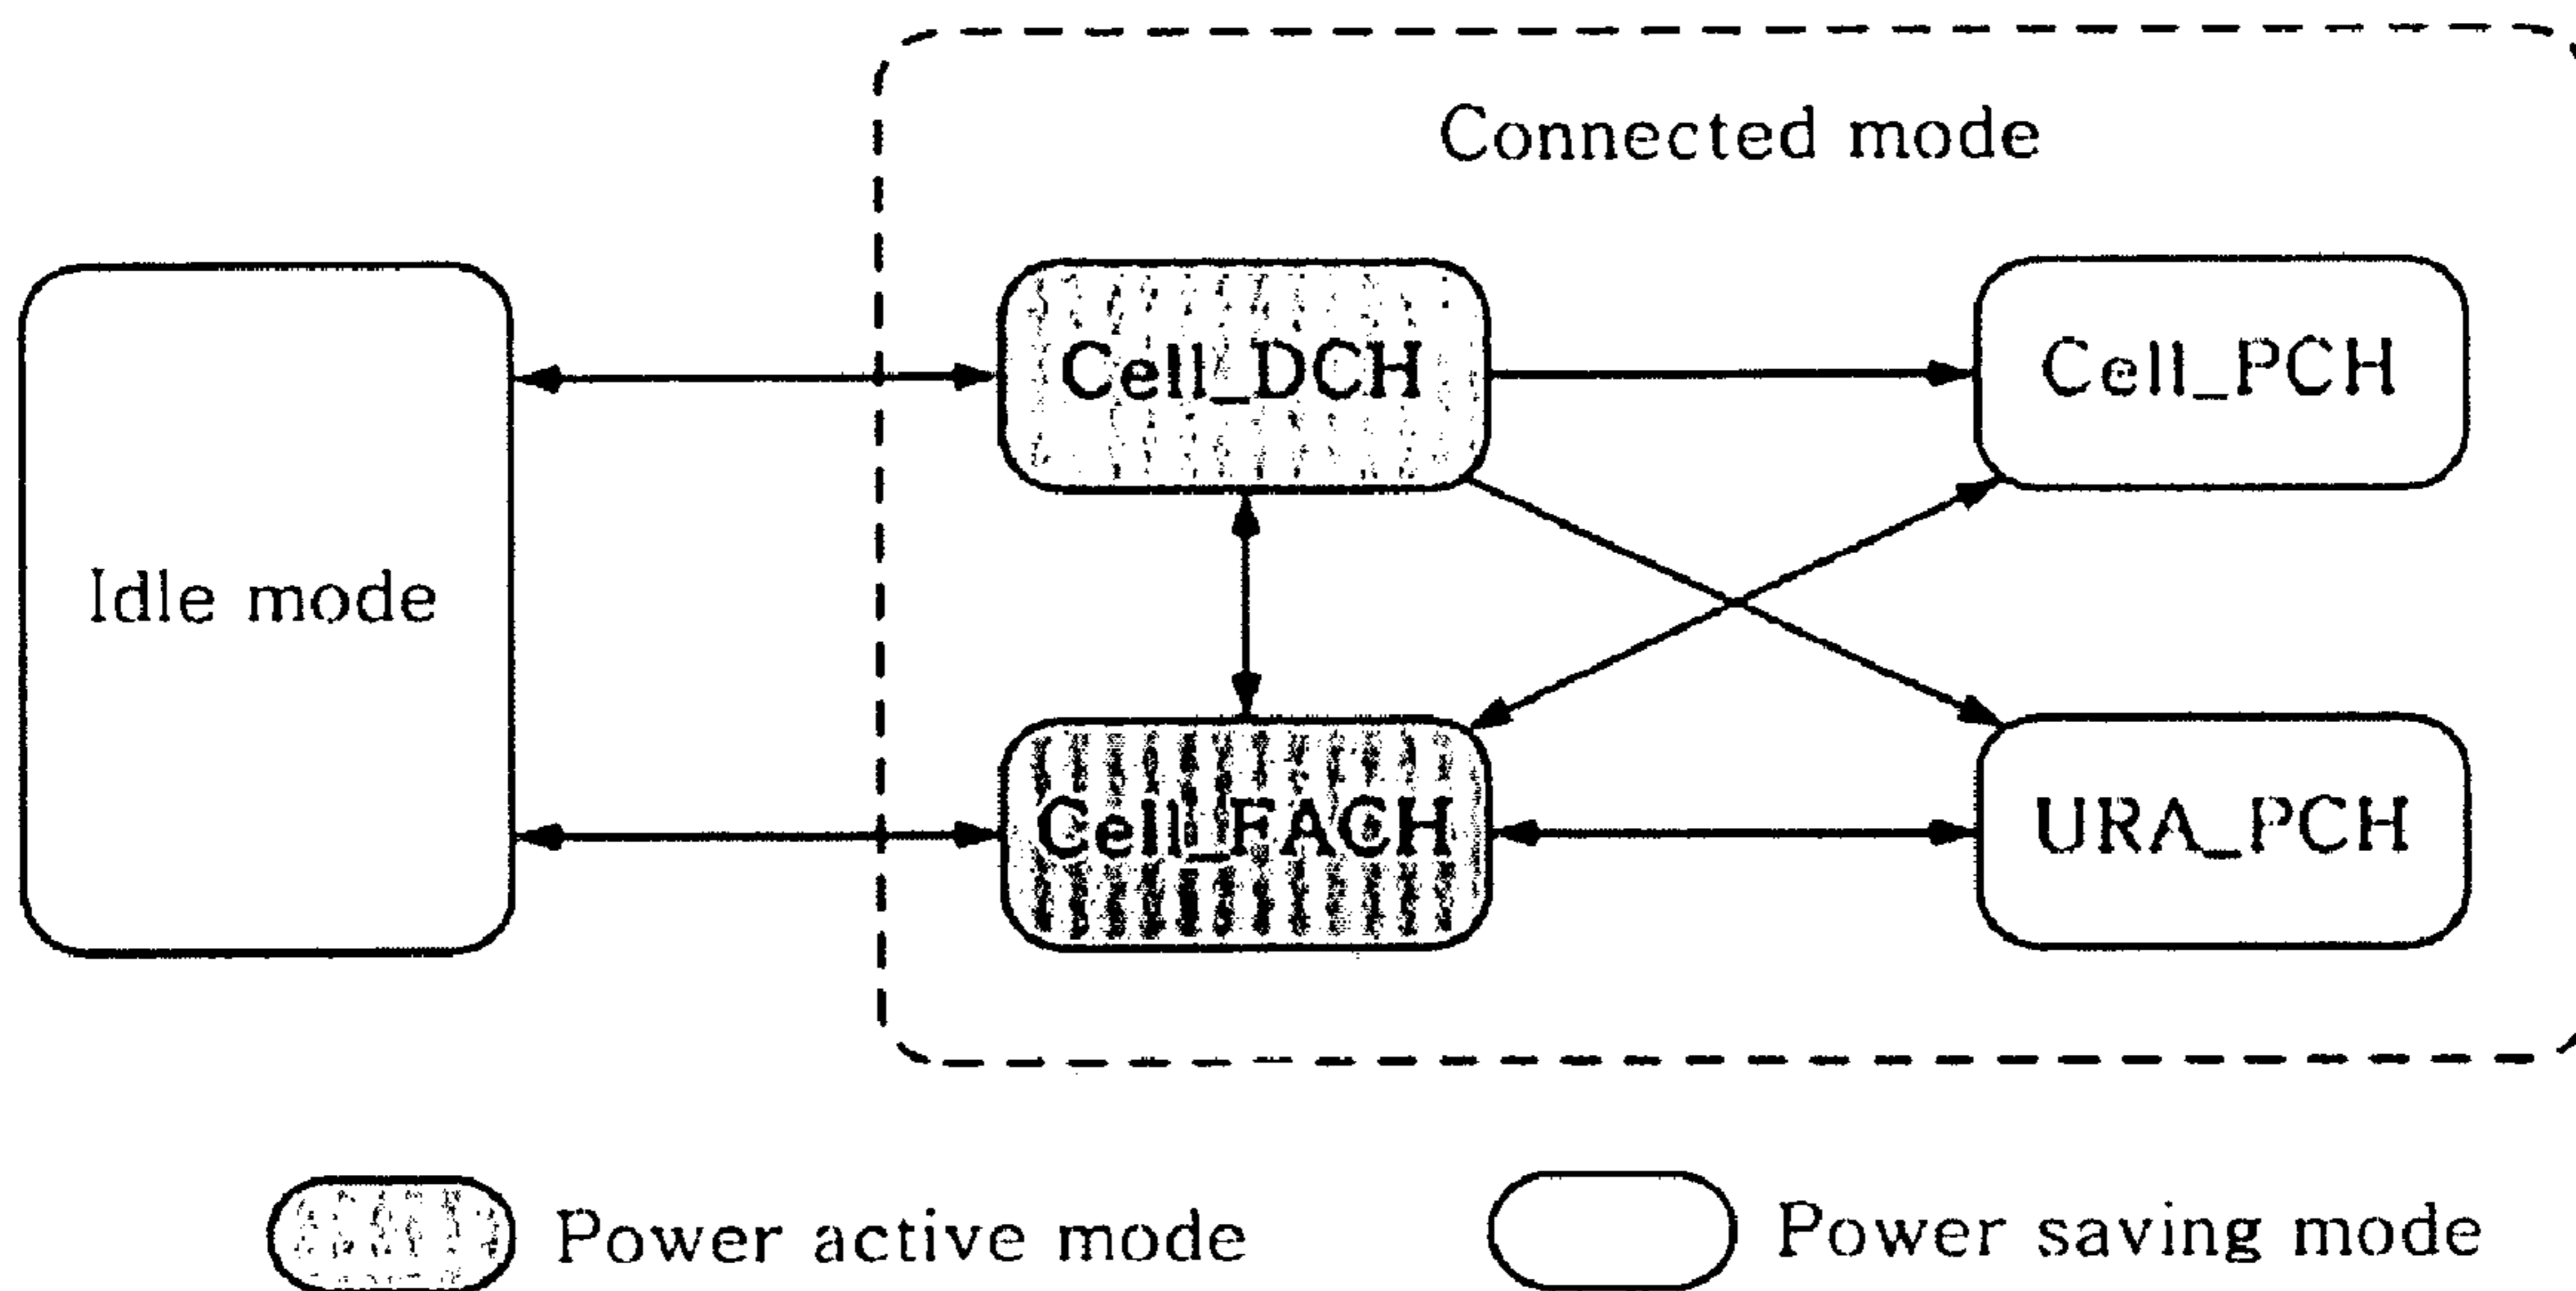 Connected mode
Cell_DCH
Cell_PCH
Idle mode
Cell_FACH
URA_PCH
Power active mode
Power saving mode